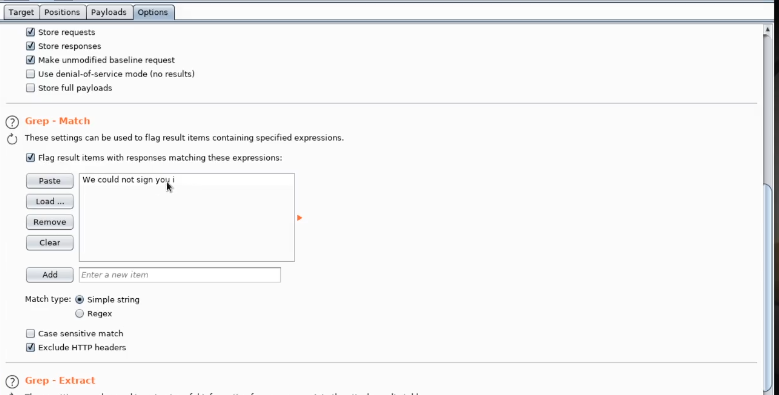 Target Positions Payloads Options
Store requests
Store responses
Make unmodified baseline request
Use denial-of-service mode (no results)
Store full payloads
? Grep - Match
These settings can be used to flag result items containing specified expressions.
Flag result items with responses matching these expressions:
Paste We could not sign you i
Load ...
Remove
Clear
Add Enter a new item
Match type: Simple string
Regex
Case sensitive match
Exclude HTTP headers
? Grep - Extract